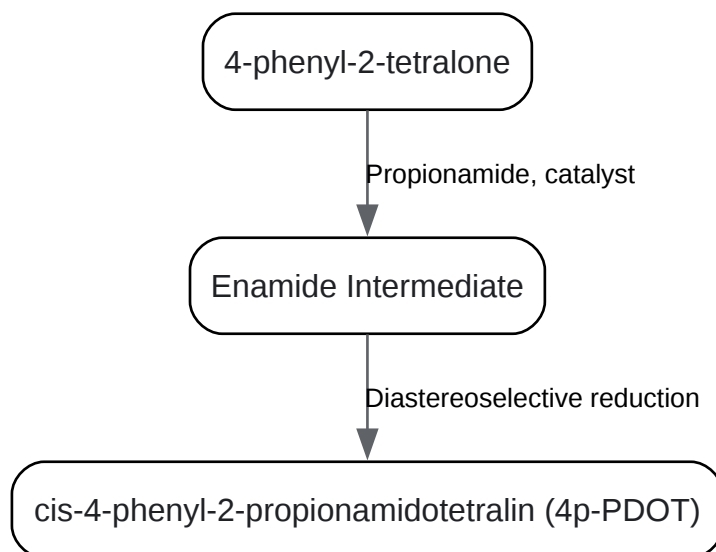 4-phenyl-2-tetralone
Propionamide, catalyst
Enamide Intermediate
Diastereoselective reduction
cis-4-phenyl-2-propionamidotetralin (4p-PDOT)